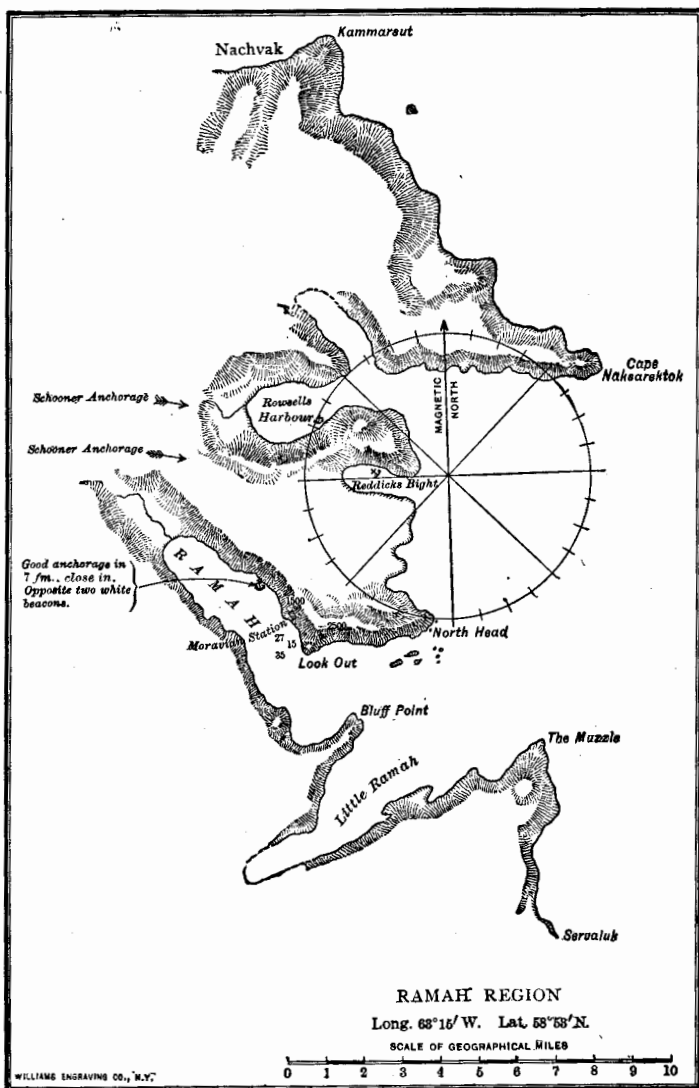 Kammarsut
Nachvak
Cape
Naksarektok
MAGNETIC
NORTH
Schooner Anchorage
Rowsells
Harbour
Schooner Anchorage
Reddicks Bight
Good anchorage in
7 fm.. close in.
Opposite two white
beacons.
RAMAH
1500
2500
Moravian Station
27
15
35
North Head
Look Out
Bluff Point
The Muzzle
Little Ramah
Servaluk
RAMAH REGION
Long. 63°15′ W. Lat. 58°53′ N.
SCALE OF GEOGRAPHICAL MILES
0 1 2 3 4 5 6 7 8 9 10
WILLIAMS ENGRAVING CO., N.Y.